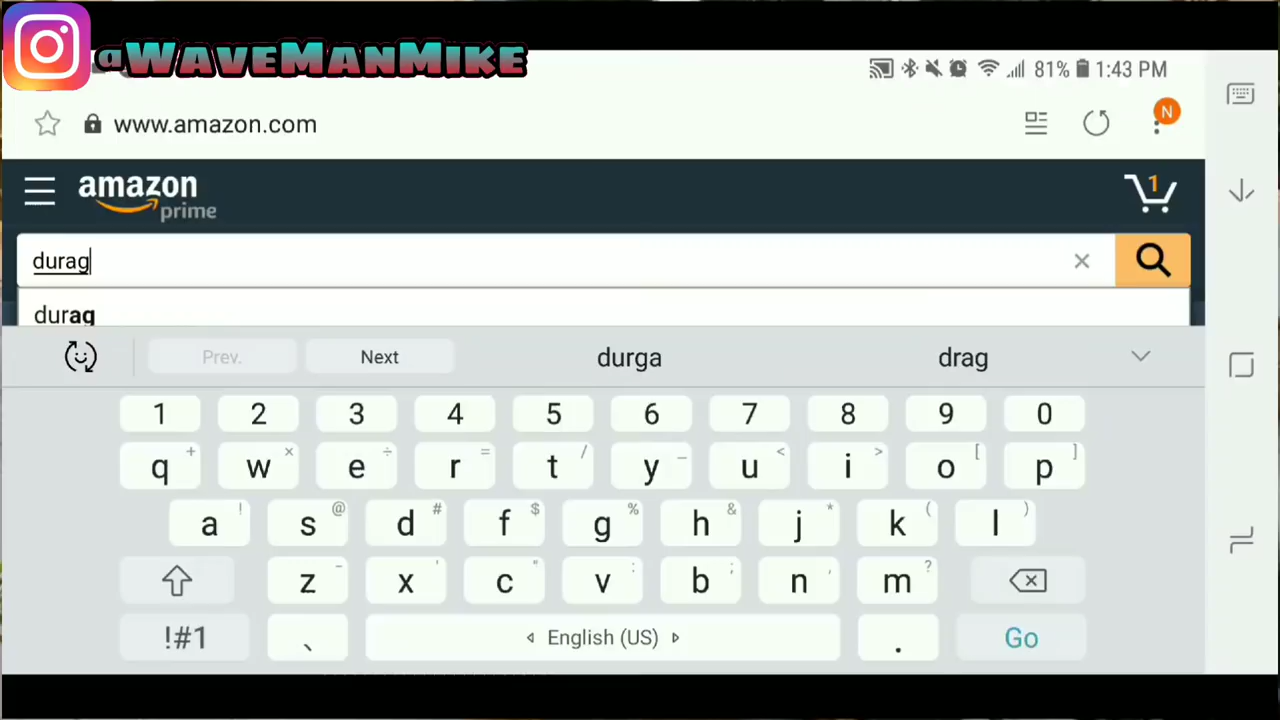 @WaveManMike
81% 1:43 PM
www.amazon.com
N
amazon
prime
1
durag
durag
Prev. Next durga drag
1 2 3 4 5 6 7 8 9 0
q + w × e ÷ r = t / y _ u < i > o [ p ]
a ! s @ d # f $ g % h & j * k ( l )
z - x ' c " v : b ; n , m ?
!#1 、 English (US) . Go